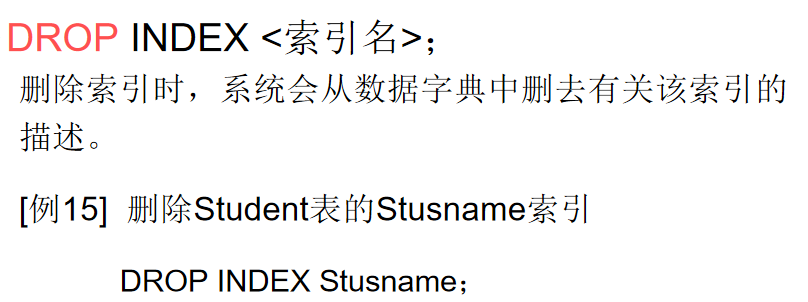 DROP INDEX <索引名>；
删除索引时，系统会从数据字典中删去有关该索引的
描述。
[例15]  删除Student表的Stusname索引
DROP INDEX Stusname；